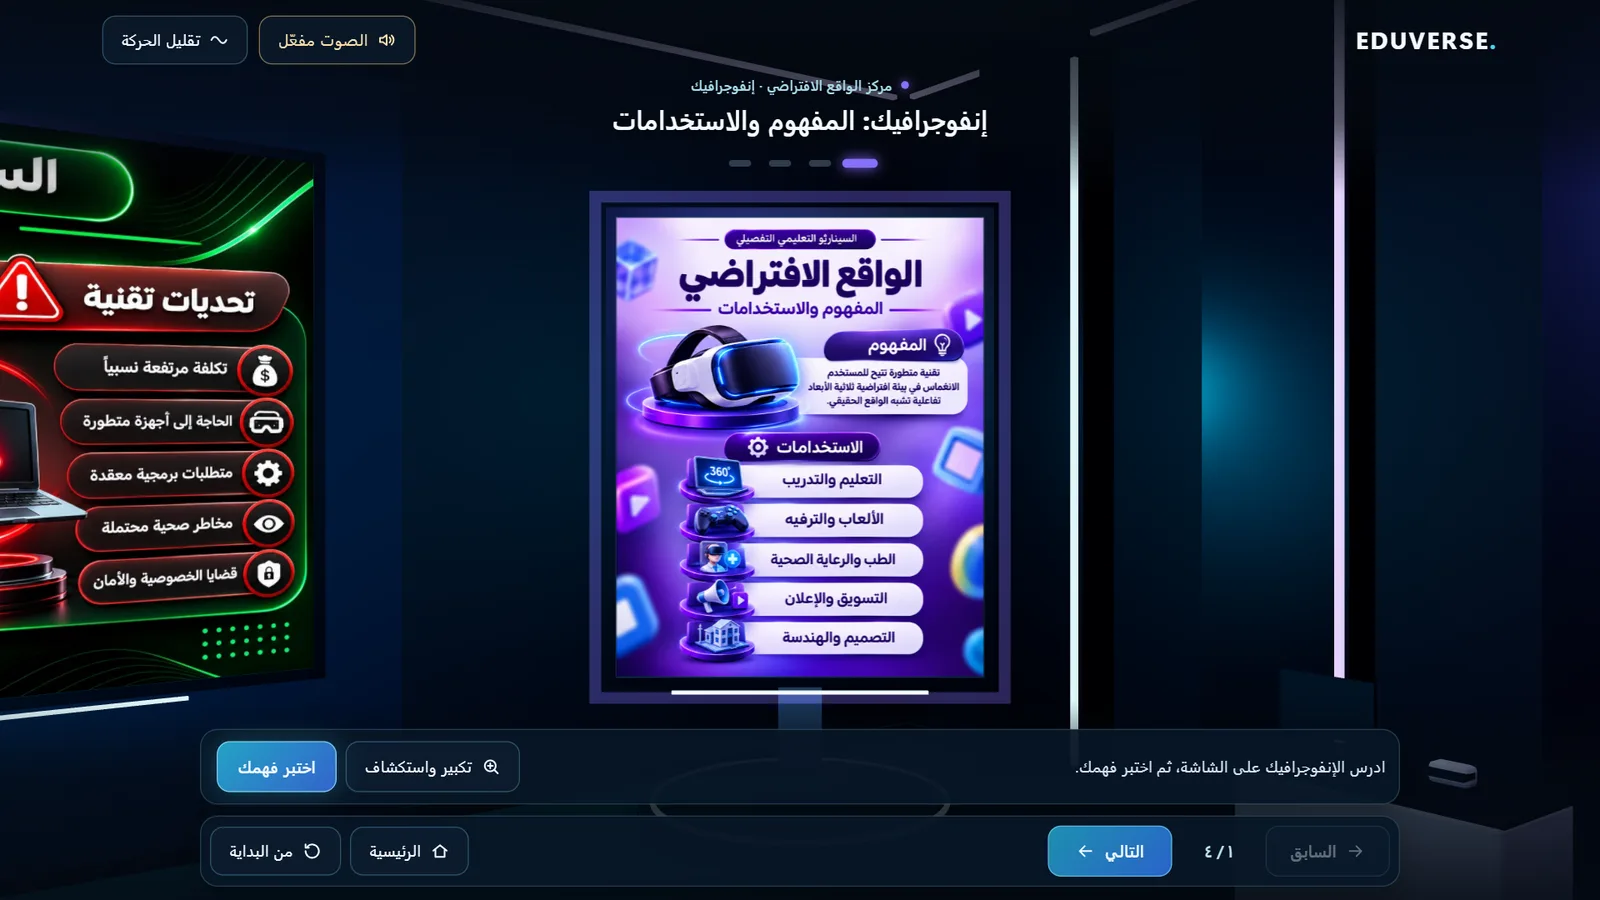 EDUVERSE.
الصوت مفعّل
تقليل الحركة
مركز الواقع الافتراضي · إنفوجرافيك
إنفوجرافيك: المفهوم والاستخدامات
السيناريو التعليمي التفصيلي
الواقع الافتراضي
المفهوم والاستخدامات
المفهوم
تقنية متطورة تتيح للمستخدم
الانغماس في بيئة افتراضية ثلاثية الأبعاد
تفاعلية تشبه الواقع الحقيقي.
الاستخدامات
360°
التعليم والتدريب
الألعاب والترفيه
الطب والرعاية الصحية
التسويق والإعلان
التصميم والهندسة
تحديات تقنية
تكلفة مرتفعة نسبياً
الحاجة إلى أجهزة متطورة
متطلبات برمجية معقدة
مخاطر صحية محتملة
قضايا الخصوصية والأمان
ادرس الإنفوجرافيك على الشاشة، ثم اختبر فهمك.
تكبير واستكشاف
اختبر فهمك
السابق
١ / ٤
التالي
الرئيسية
من البداية